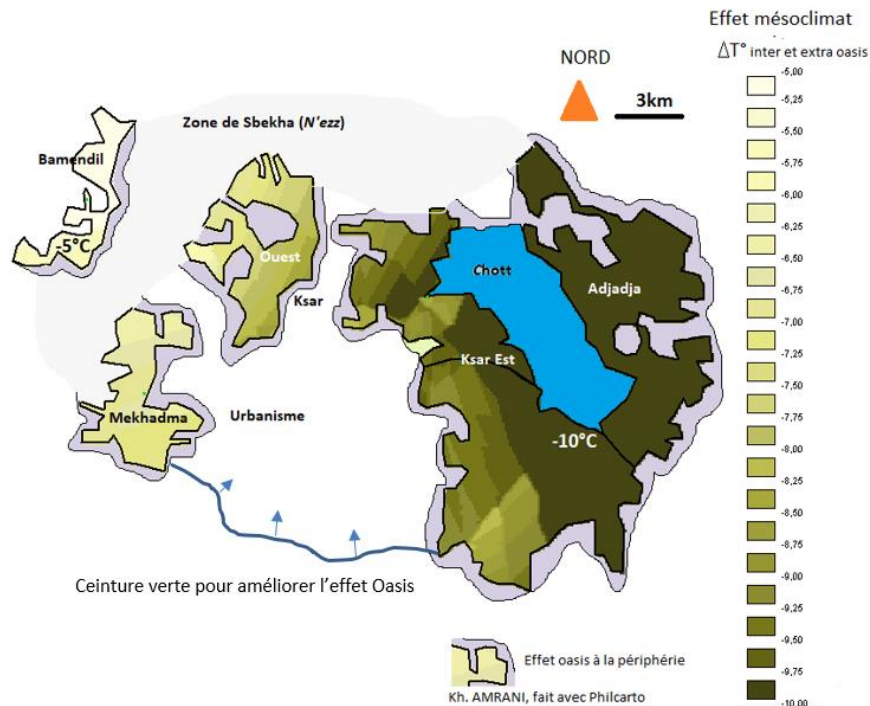 Effet mésoclimat
ΔT° inter et extra oasis
NORD
3km
Zone de Sbekha (N'ezz)
Bamendil
-5°C
Ouest
Ksar
Chott
Adjadja
Ksar Est
Mekhadma
Urbanisme
-10°C
Ceinture verte pour améliorer l'effet Oasis
Effet oasis à la périphérie
Kh. AMRANI, fait avec Philcarto
-5,00
-5,25
-5,50
-5,75
-6,00
-6,25
-6,50
-6,75
-7,00
-7,25
-7,50
-7,75
-8,00
-8,25
-8,50
-8,75
-9,00
-9,25
-9,50
-9,75
-10,00